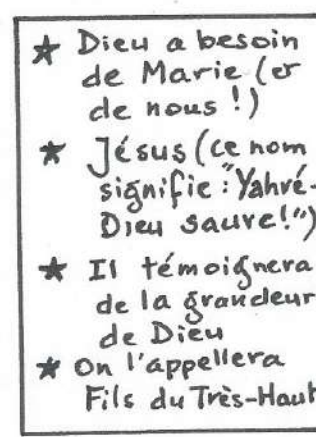 ★ Dieu a besoin
de Marie (et
de nous !)
★ Jésus (ce nom
signifie : "Yahvé-
Dieu sauve!")
★ Il témoignera
de la grandeur
de Dieu
★ On l'appellera
Fils du Très-Haut